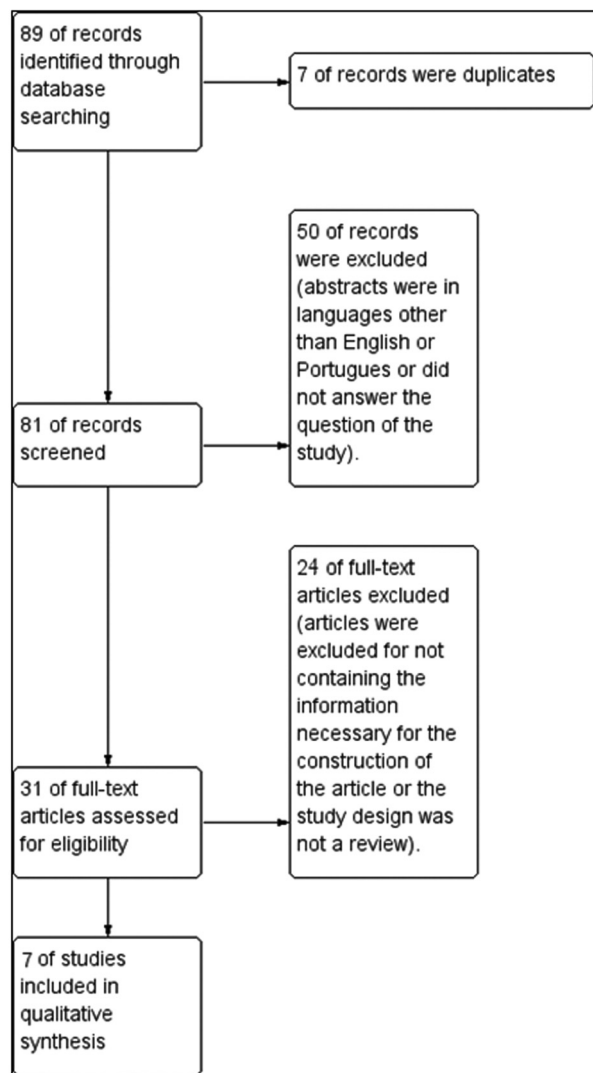 89 of records
identified through
database
searching
7 of records were duplicates
50 of records
were excluded
(abstracts were in
languages other
than English or
Portugues or did
not answer the
question of the
study).
81 of records
screened
24 of full-text
articles excluded
(articles were
excluded for not
containing the
information
necessary for the
construction of
the article or the
study design was
not a review).
31 of full-text
articles assessed
for eligibility
7 of studies
included in
qualitative
synthesis